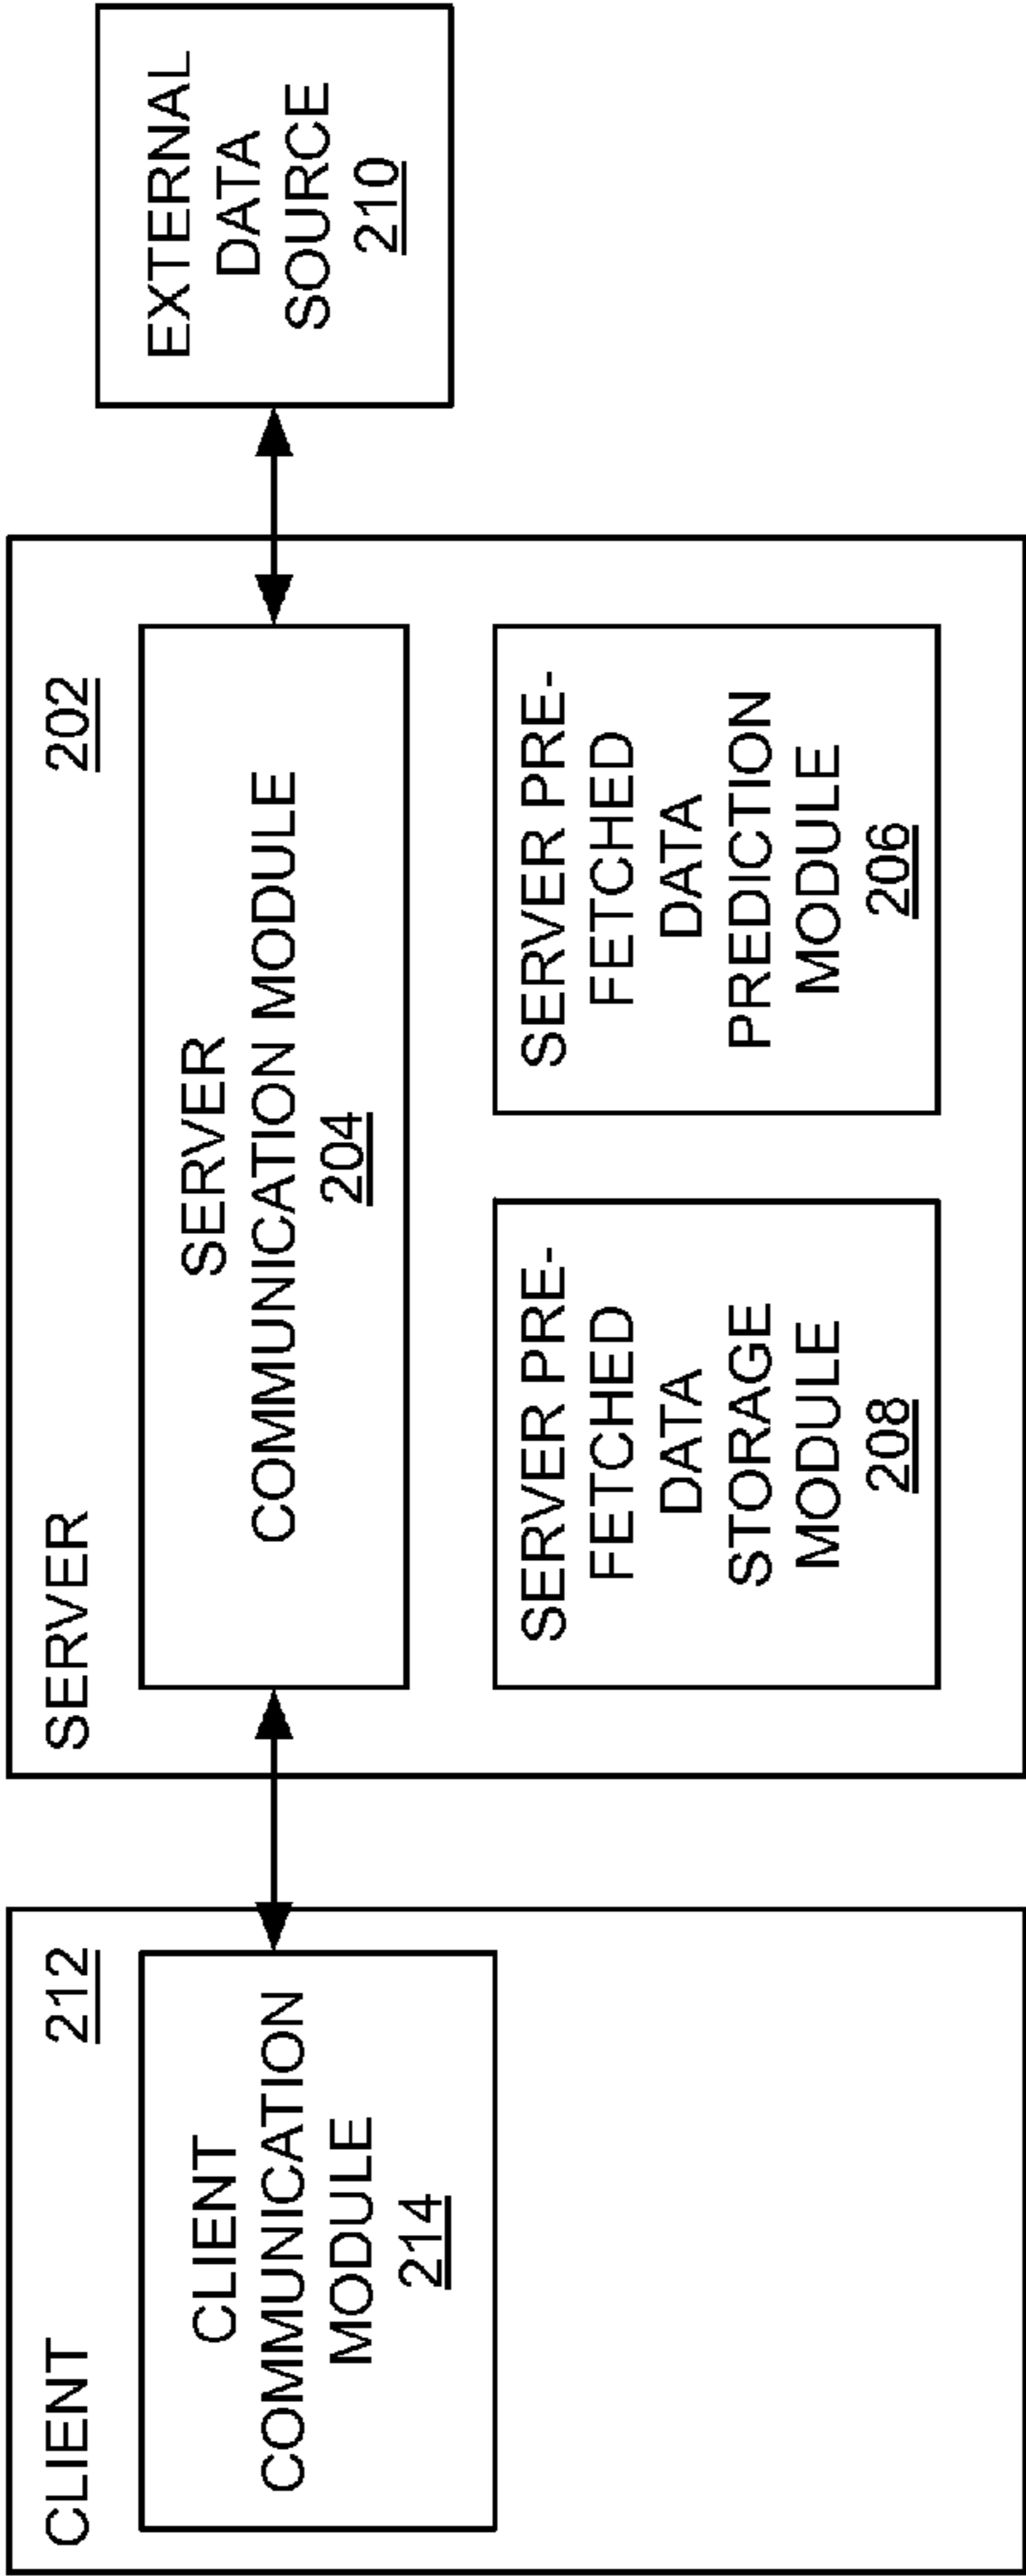 CLIENT
212
CLIENT
COMMUNICATION
MODULE
214
SERVER
202
SERVER
COMMUNICATION MODULE
204
SERVER PRE-
FETCHED
DATA
STORAGE
MODULE
208
SERVER PRE-
FETCHED
DATA
PREDICTION
MODULE
206
EXTERNAL
DATA
SOURCE
210